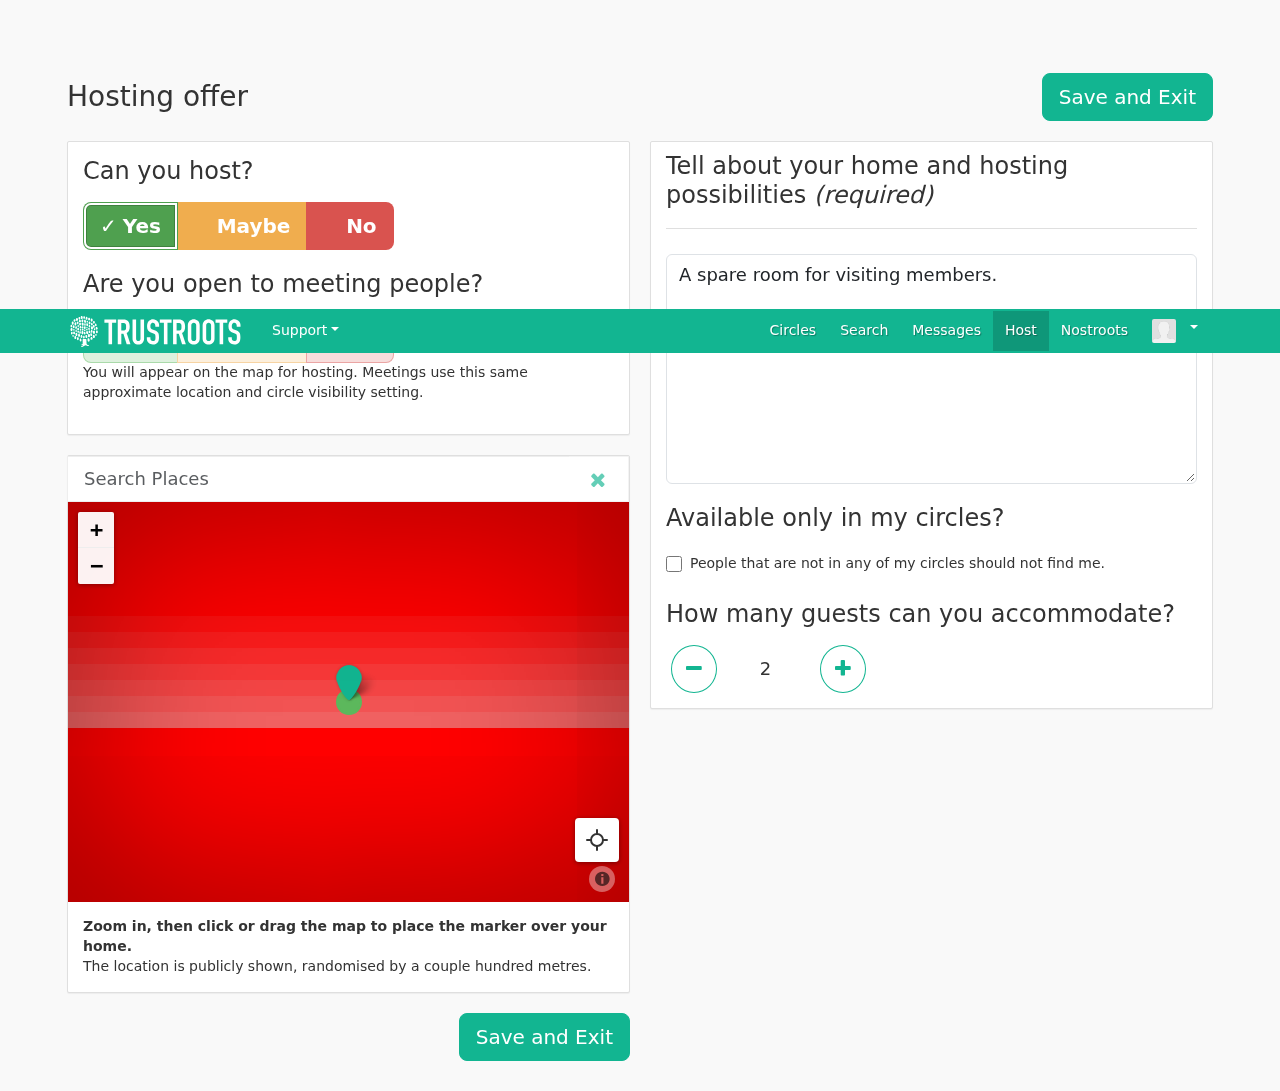 Hosting offer
Save and Exit
Can you host?
✓ Yes
Maybe
No
Are you open to meeting people?
You will appear on the map for hosting. Meetings use this same
approximate location and circle visibility setting.
Tell about your home and hosting
possibilities (required)
A spare room for visiting members.
TRUSTROOTS
Support
Circles
Search
Messages
Host
Nostroots
Search Places
+
−
Zoom in, then click or drag the map to place the marker over your
home.
The location is publicly shown, randomised by a couple hundred metres.
Available only in my circles?
People that are not in any of my circles should not find me.
How many guests can you accommodate?
2
Save and Exit